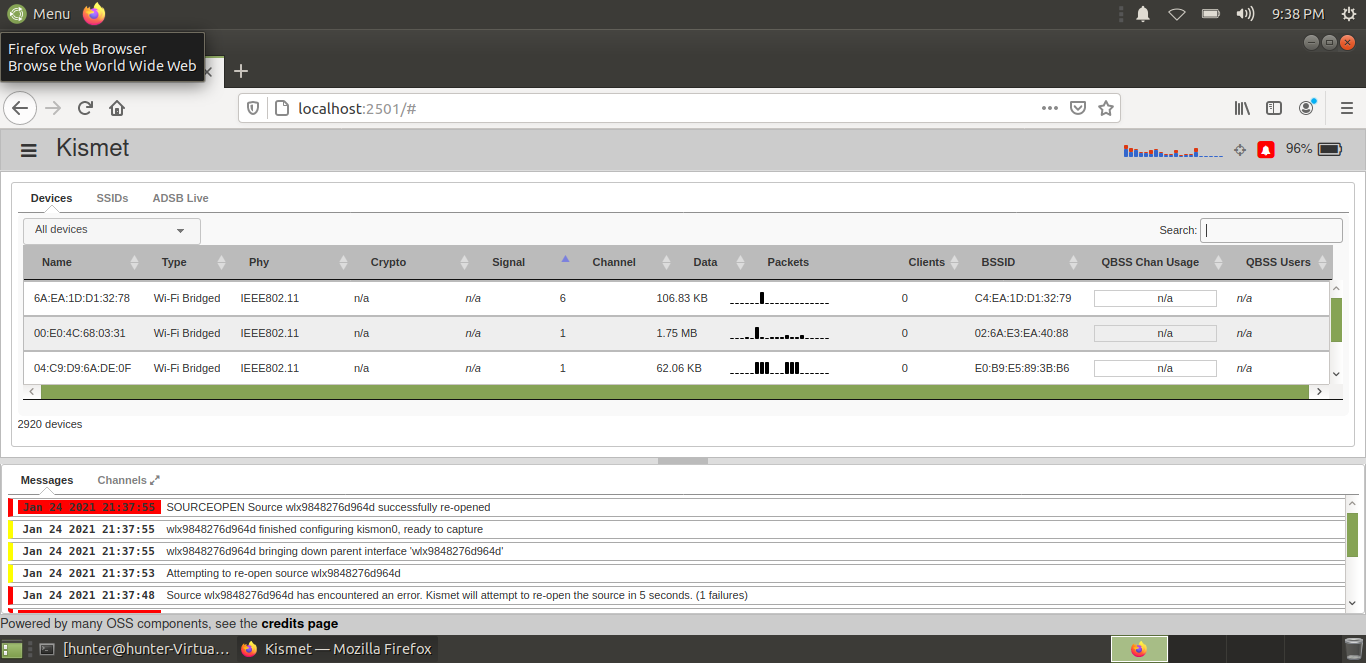 Menu
9:38 PM
Firefox Web Browser
Browse the World Wide Web
localhost:2501/#
Kismet
96%
Devices SSIDs ADSB Live
All devices
Search:
Name Type Phy Crypto Signal Channel Data Packets Clients BSSID QBSS Chan Usage QBSS Users
6A:EA:1D:D1:32:78 Wi-Fi Bridged IEEE802.11 n/a n/a 6 106.83 KB 0 C4:EA:1D:D1:32:79 n/a n/a
00:E0:4C:68:03:31 Wi-Fi Bridged IEEE802.11 n/a n/a 1 1.75 MB 0 02:6A:E3:EA:40:88 n/a n/a
04:C9:D9:6A:DE:0F Wi-Fi Bridged IEEE802.11 n/a n/a 1 62.06 KB 0 E0:B9:E5:89:3B:B6 n/a n/a
2920 devices
Messages Channels
Jan 24 2021 21:37:55 SOURCEOPEN Source wlx9848276d964d successfully re-opened
Jan 24 2021 21:37:55 wlx9848276d964d finished configuring kismon0, ready to capture
Jan 24 2021 21:37:55 wlx9848276d964d bringing down parent interface 'wlx9848276d964d'
Jan 24 2021 21:37:53 Attempting to re-open source wlx9848276d964d
Jan 24 2021 21:37:48 Source wlx9848276d964d has encountered an error. Kismet will attempt to re-open the source in 5 seconds. (1 failures)
Powered by many OSS components, see the credits page
[hunter@hunter-Virtua... Kismet — Mozilla Firefox